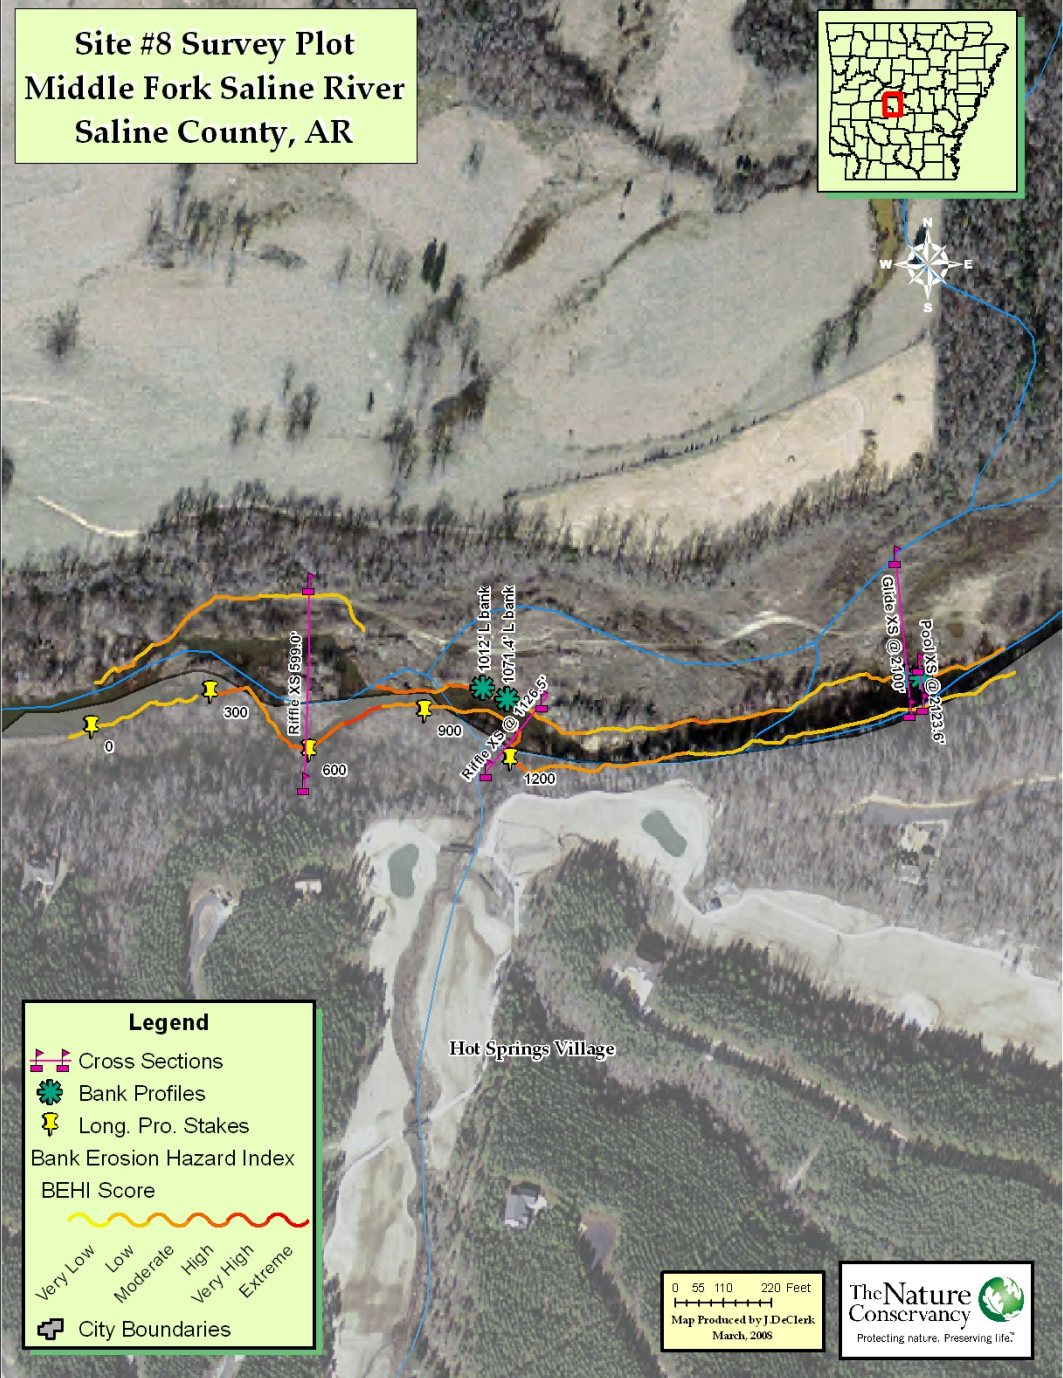 Site #8 Survey Plot
Middle Fork Saline River
Saline County, AR
N
W
E
S
1012' L bank
1071.4' L bank
Riffle XS 599.0'
Riffle XS @ 1126.5'
Glide XS @ 2100'
Pool XS @ 2123.6'
0
300
600
900
1200
Hot Springs Village
Legend
Cross Sections
Bank Profiles
Long. Pro. Stakes
Bank Erosion Hazard Index
BEHI Score
Very Low
Low
Moderate
High
Very High
Extreme
City Boundaries
0 55 110 220 Feet
Map Produced by J.DeClerk
March, 2008
The Nature
Conservancy
Protecting nature. Preserving life.™